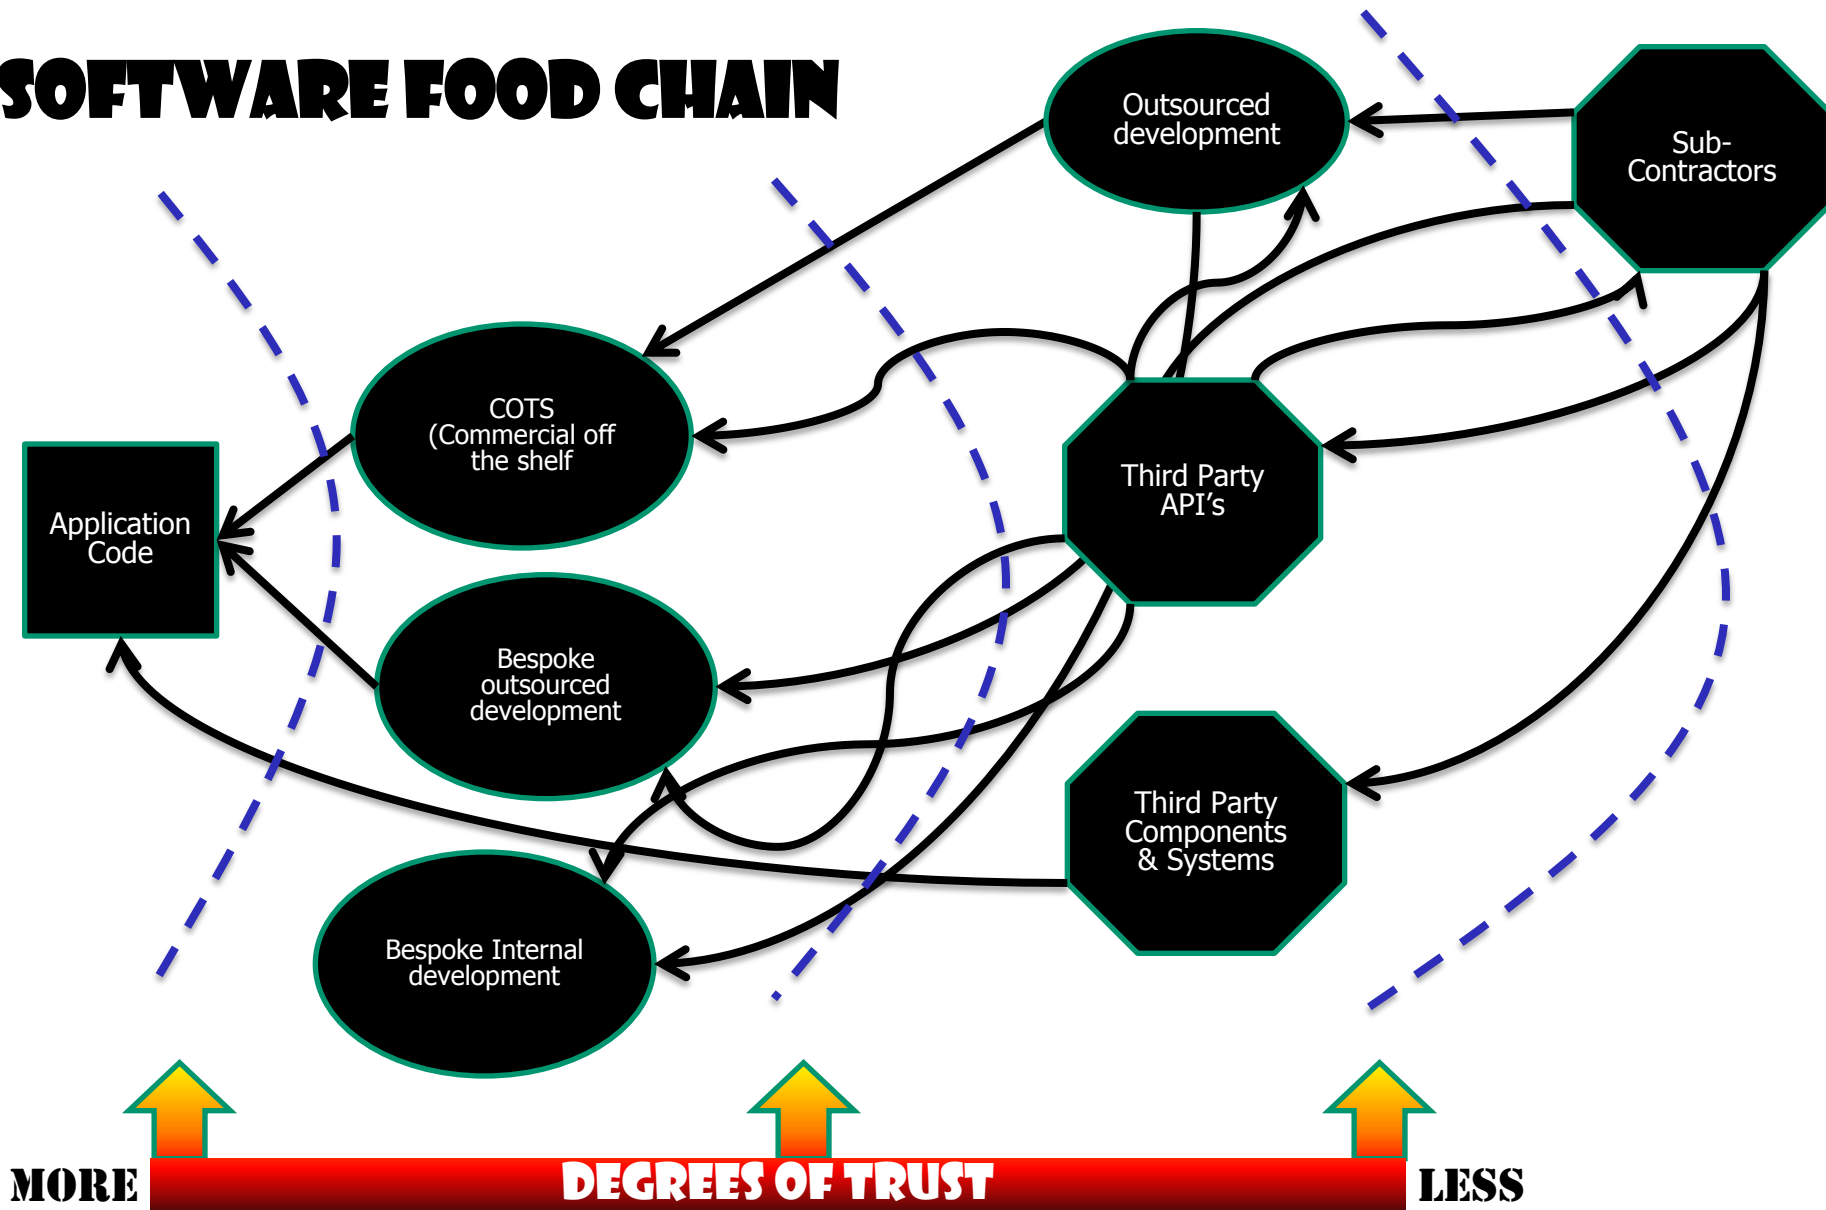 SOFTWARE FOOD CHAIN
Outsourced
development
Sub-
Contractors
COTS
(Commercial off
the shelf
Third Party
API’s
Application
Code
Bespoke
outsourced
development
Third Party
Components
& Systems
Bespoke Internal
development
MORE
DEGREES OF TRUST
LESS